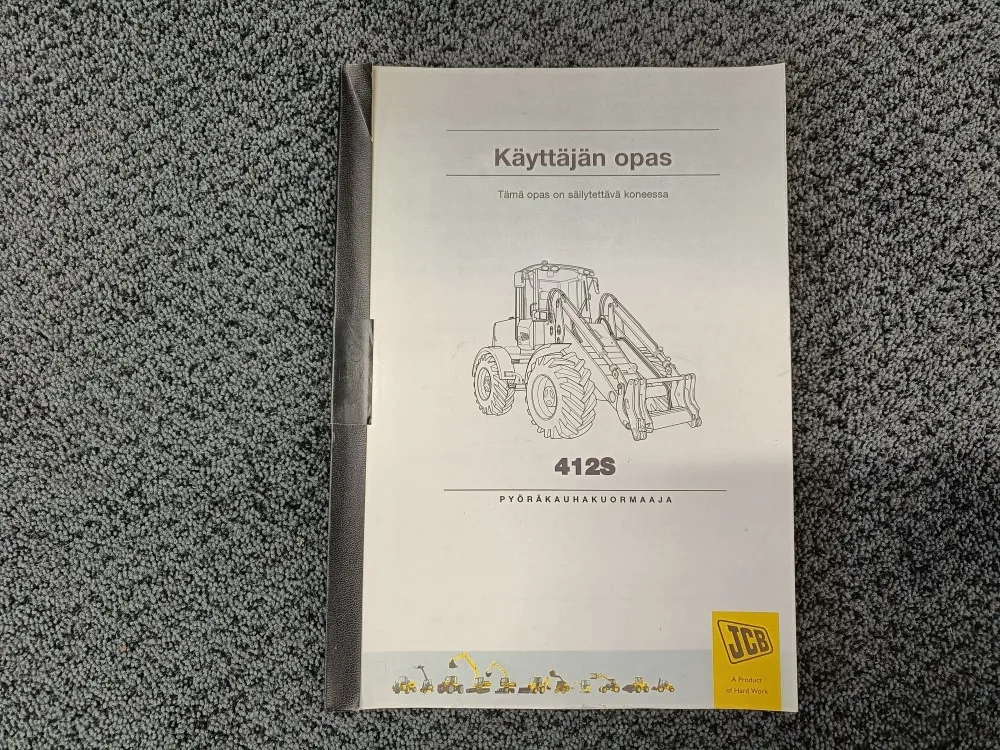 Käyttäjän opas
Tämä opas on säilytettävä koneessa
412S
PYÖRÄKAUHAKUORMAAJA
JCB
A Product
of Hard Work